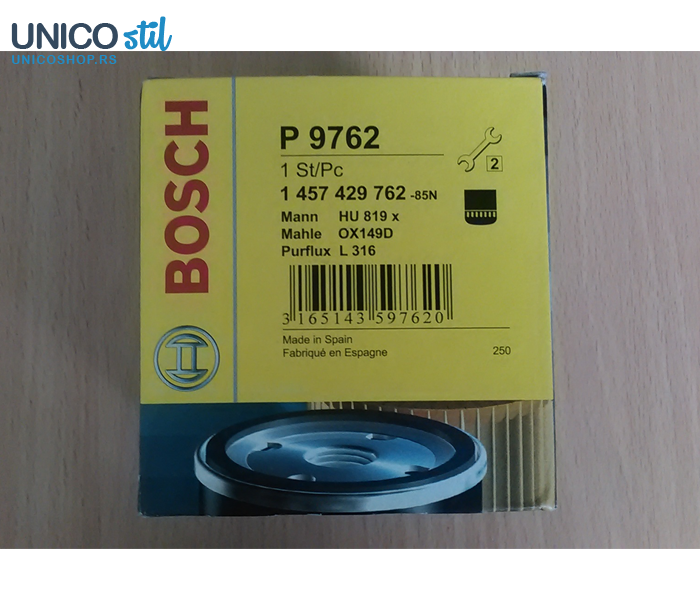 UNICO stil
UNICOSHOP.RS
BOSCH
P 9762
1 St/Pc
1 457 429 762 -85N
Mann HU 819 x
Mahle OX149D
Purflux L 316
2
3 165143 597620
Made in Spain
Fabriqué en Espagne
250